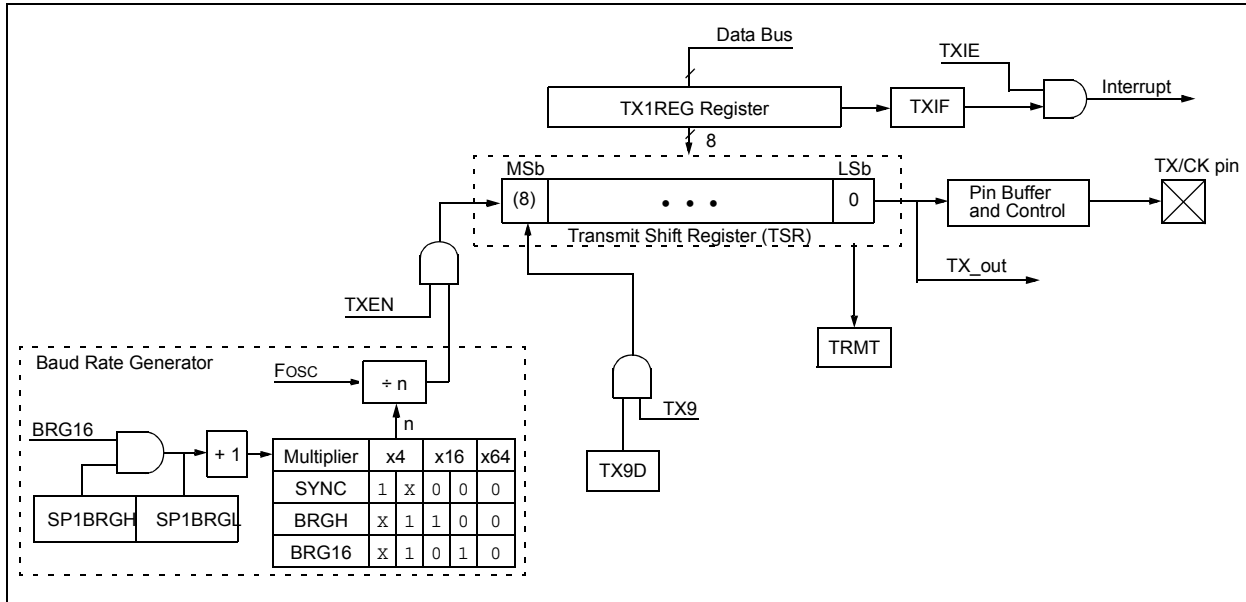 Data Bus
TXIE
Interrupt
TX1REG Register
TXIF
8
MSb
LSb
TX/CK pin
(8)
• • •
0
Pin Buffer
and Control
Transmit Shift Register (TSR)
TX_out
TXEN
TRMT
Baud Rate Generator
FOSC
÷ n
TX9
n
BRG16
+ 1
Multiplier x4 x16 x64
TX9D
SYNC 1 X 0 0 0
SP1BRGH SP1BRGL
BRGH X 1 1 0 0
BRG16 X 1 0 1 0